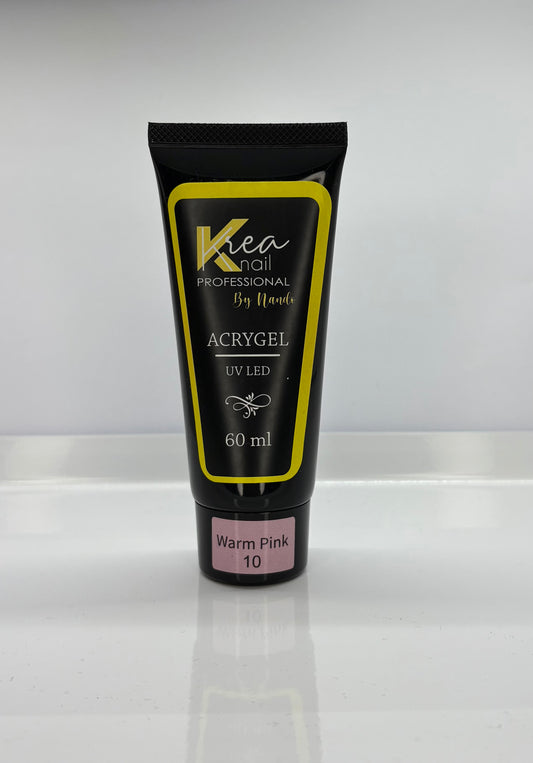 Krea
nail
PROFESSIONAL
By Nando
ACRYGEL
UV LED
60 ml
Warm Pink
10